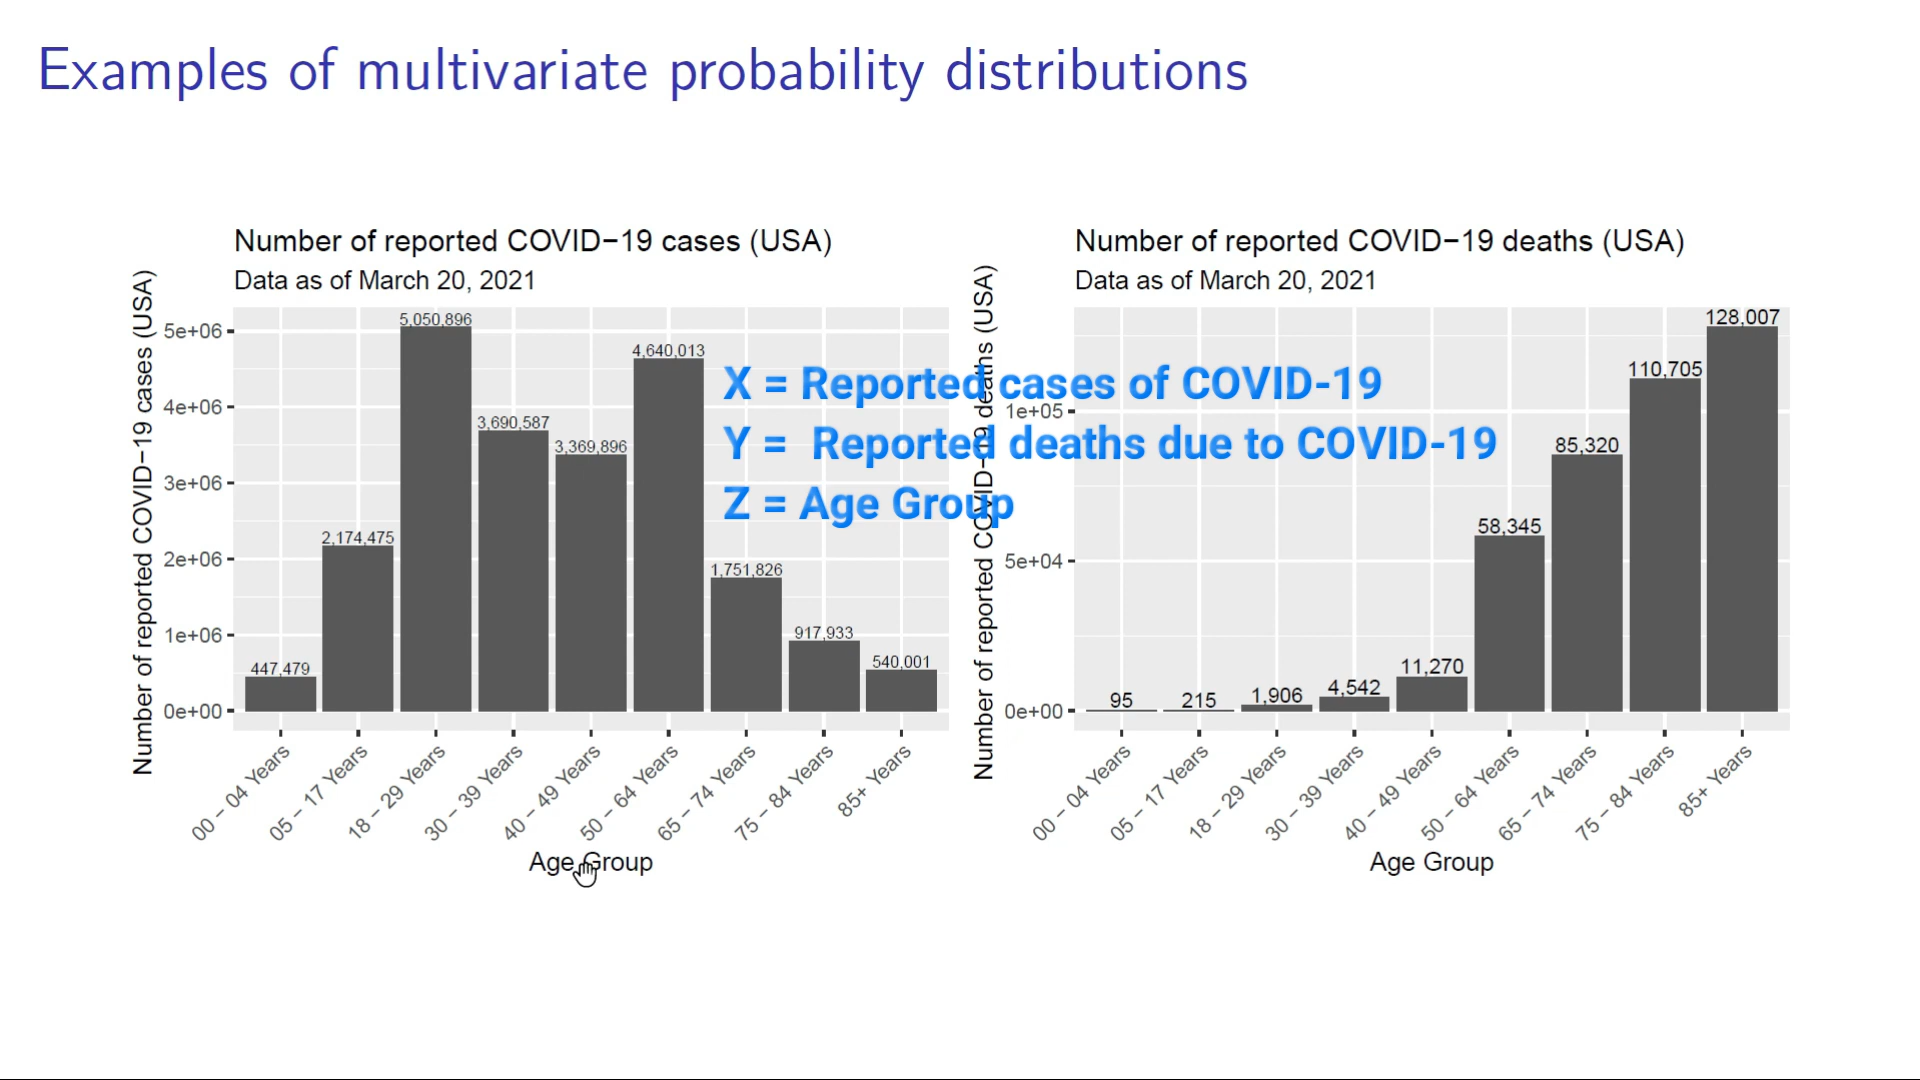 Examples of multivariate probability distributions
Number of reported COVID−19 cases (USA)
Data as of March 20, 2021
Number of reported COVID−19 cases (USA)
5e+06
4e+06
3e+06
2e+06
1e+06
0e+00
447,479
2,174,475
5,050,896
3,690,587
3,369,896
4,640,013
1,751,826
917,933
540,001
00 − 04 Years
05 − 17 Years
18 − 29 Years
30 − 39 Years
40 − 49 Years
50 − 64 Years
65 − 74 Years
75 − 84 Years
85+ Years
Age Group
X = Reported cases of COVID-19
Y = Reported deaths due to COVID-19
Z = Age Group
Number of reported COVID−19 deaths (USA)
Data as of March 20, 2021
Number of reported COVID−19 deaths (USA)
1e+05
5e+04
0e+00
95
215
1,906
4,542
11,270
58,345
85,320
110,705
128,007
00 − 04 Years
05 − 17 Years
18 − 29 Years
30 − 39 Years
40 − 49 Years
50 − 64 Years
65 − 74 Years
75 − 84 Years
85+ Years
Age Group